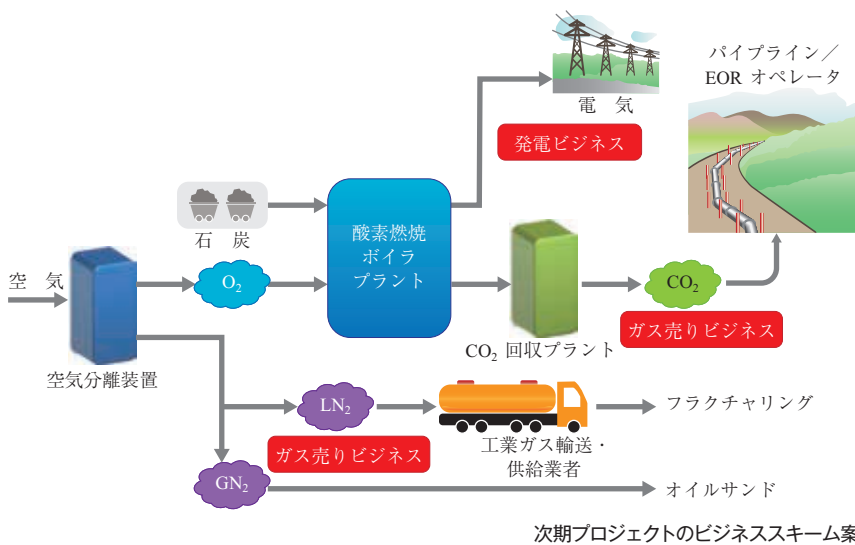 パイプライン／
EOR オペレータ
電 気
発電ビジネス
石 炭
酸素燃焼
ボイラ
プラント
空 気
O₂
CO₂
ガス売りビジネス
CO₂ 回収プラント
空気分離装置
LN₂
フラクチャリング
工業ガス輸送・
供給業者
ガス売りビジネス
GN₂
オイルサンド
次期プロジェクトのビジネススキーム案